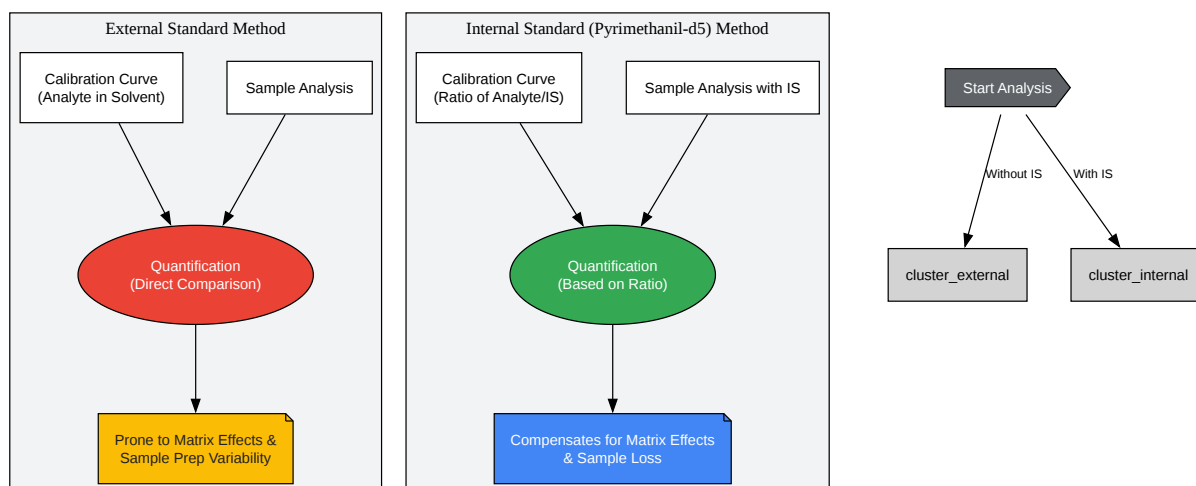 External Standard Method
Calibration Curve
(Analyte in Solvent)
Sample Analysis
Quantification
(Direct Comparison)
Prone to Matrix Effects &
Sample Prep Variability
Internal Standard (Pyrimethanil-d5) Method
Calibration Curve
(Ratio of Analyte/IS)
Sample Analysis with IS
Quantification
(Based on Ratio)
Compensates for Matrix Effects
& Sample Loss
Start Analysis
Without IS
With IS
cluster_external
cluster_internal